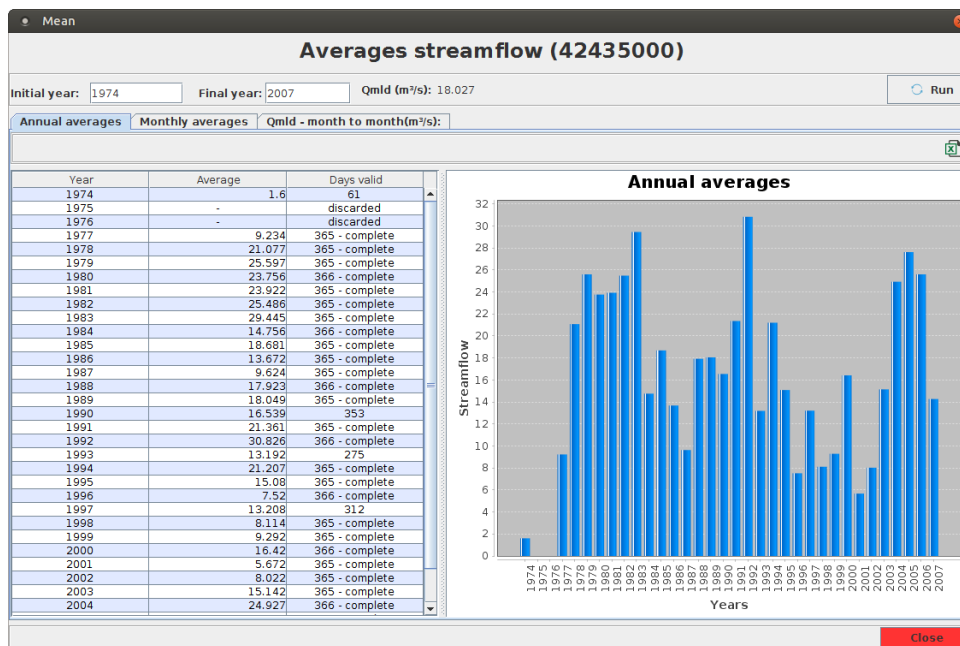 Mean
Averages streamflow (42435000)
Initial year: 1974 Final year: 2007 Qmld (m³/s): 18.027 Run
Annual averages Monthly averages Qmld - month to month(m³/s):
Year Average Days valid
1974 1.6 61
1975 - discarded
1976 - discarded
1977 9.234 365 - complete
1978 21.077 365 - complete
1979 25.597 365 - complete
1980 23.756 366 - complete
1981 23.922 365 - complete
1982 25.486 365 - complete
1983 29.445 365 - complete
1984 14.756 366 - complete
1985 18.681 365 - complete
1986 13.672 365 - complete
1987 9.624 365 - complete
1988 17.923 366 - complete
1989 18.049 365 - complete
1990 16.539 353
1991 21.361 365 - complete
1992 30.826 366 - complete
1993 13.192 275
1994 21.207 365 - complete
1995 15.08 365 - complete
1996 7.52 366 - complete
1997 13.208 312
1998 8.114 365 - complete
1999 9.292 365 - complete
2000 16.42 366 - complete
2001 5.672 365 - complete
2002 8.022 365 - complete
2003 15.142 365 - complete
2004 24.927 366 - complete
Annual averages
32
30
28
26
24
22
20
18
16
14
12
10
8
6
4
2
0
Streamflow
1974 1975 1976 1977 1978 1979 1980 1981 1982 1983 1984 1985 1986 1987 1988 1989 1990 1991 1992 1993 1994 1995 1996 1997 1998 1999 2000 2001 2002 2003 2004 2005 2006 2007
Years
Close